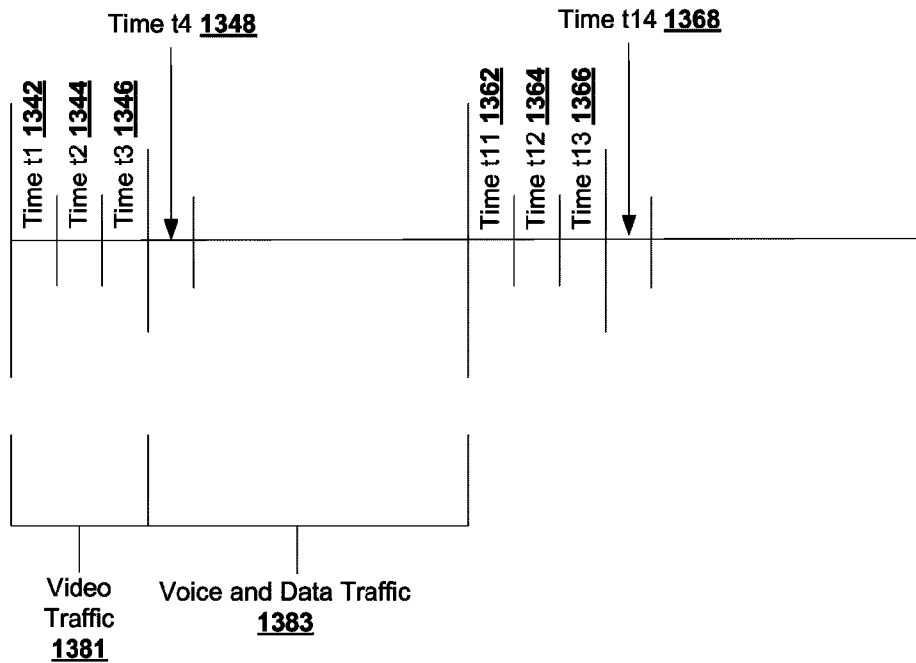 Time t4 1348
Time t14 1368
Time t1 1342
Time t2 1344
Time t3 1346
Time t11 1362
Time t12 1364
Time t13 1366
Video
Traffic
1381
Voice and Data Traffic
1383